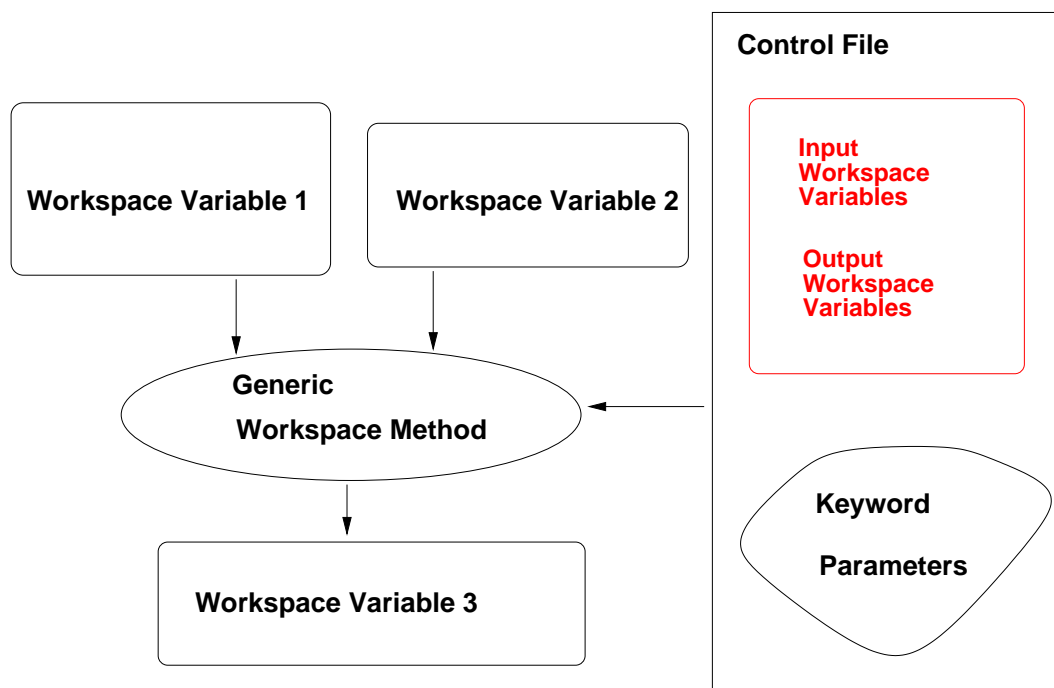 Control File
Workspace Variable 1
Workspace Variable 2
Input
Workspace
Variables
Output
Workspace
Variables
Generic
Workspace Method
Keyword
Parameters
Workspace Variable 3